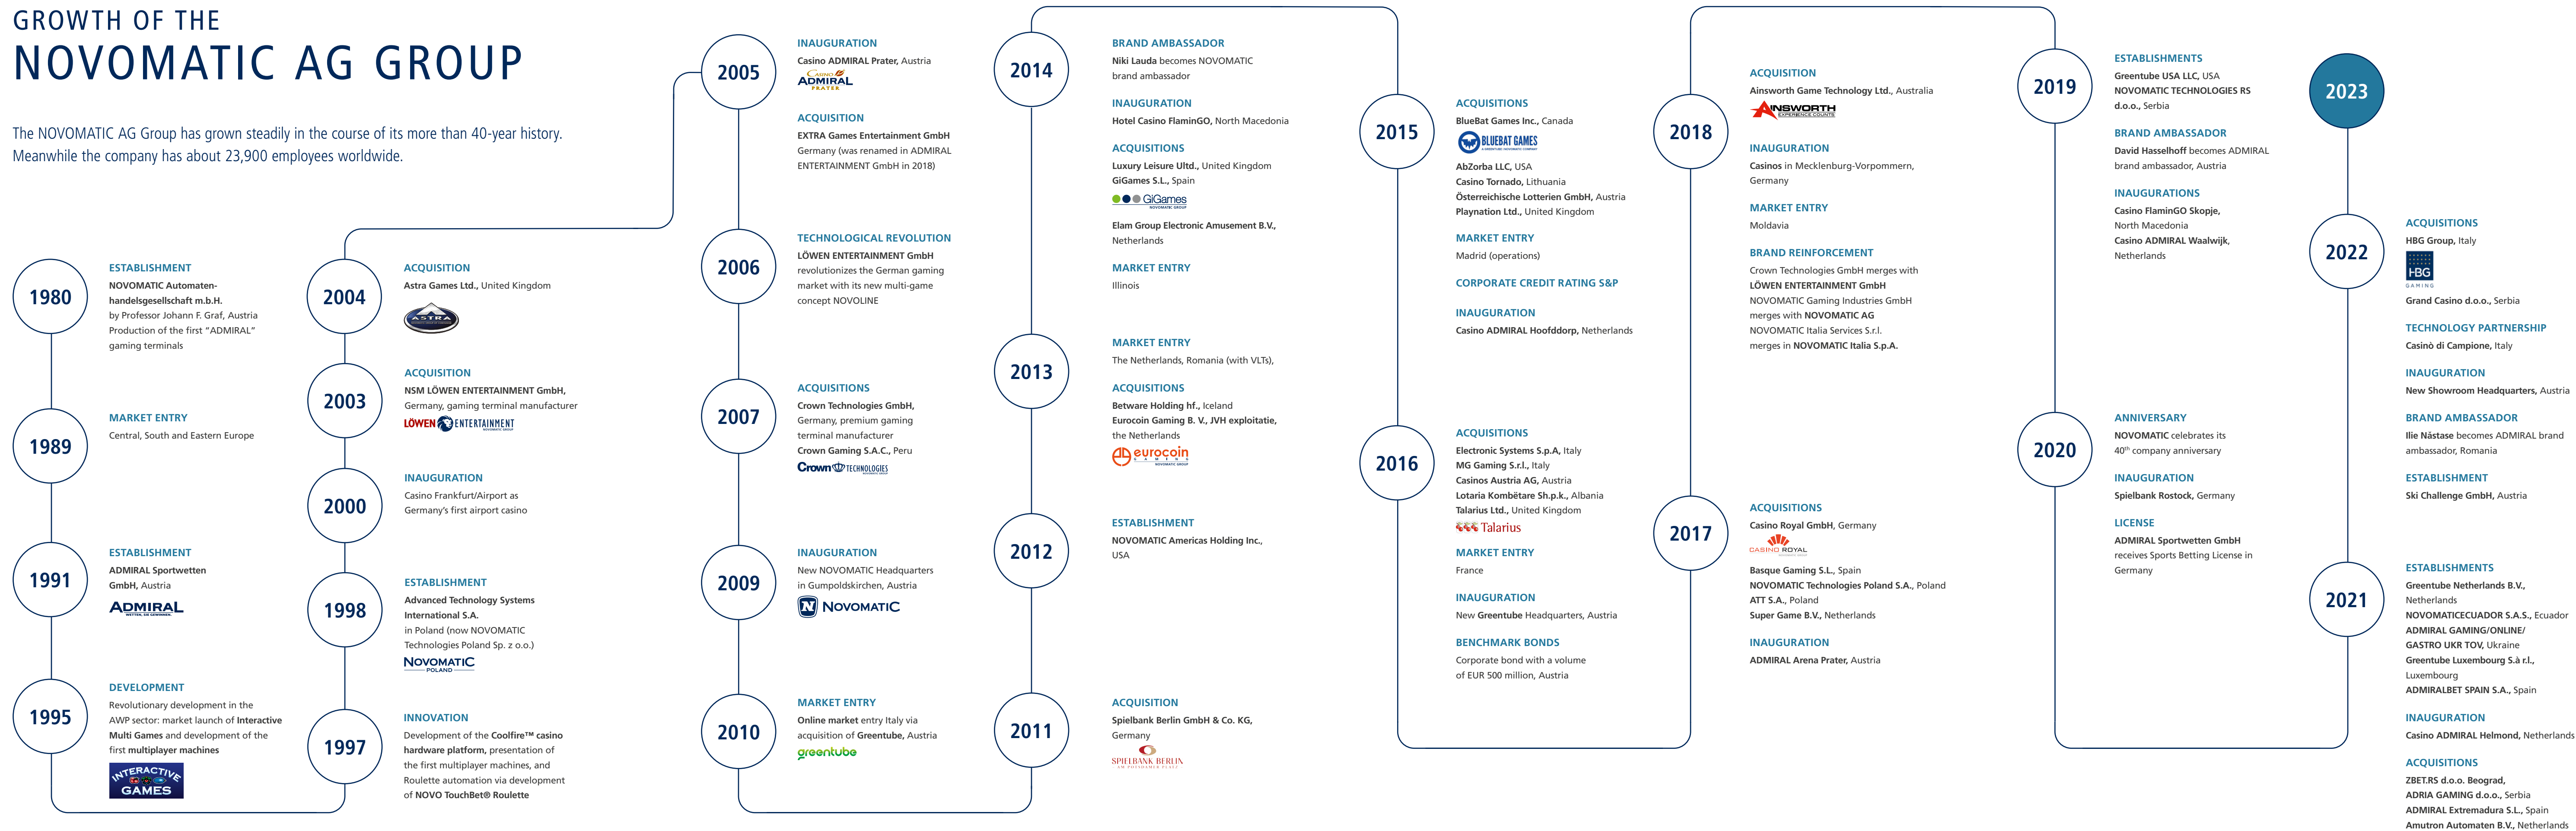 GROWTH OF THE
NOVOMATIC AG GROUP
The NOVOMATIC AG Group has grown steadily in the course of its more than 40-year history.
Meanwhile the company has about 23,900 employees worldwide.
1980
ESTABLISHMENT
NOVOMATIC Automaten-
handelsgesellschaft m.b.H.
by Professor Johann F. Graf, Austria
Production of the first “ADMIRAL”
gaming terminals
1989
MARKET ENTRY
Central, South and Eastern Europe
1991
ESTABLISHMENT
ADMIRAL Sportwetten
GmbH, Austria
ADMIRAL
WETTEN, SIE GEWINNEN.
1995
DEVELOPMENT
Revolutionary development in the
AWP sector: market launch of Interactive
Multi Games and development of the
first multiplayer machines
INTERACTIVE
GAMES
1997
INNOVATION
Development of the Coolfire™ casino
hardware platform, presentation of
the first multiplayer machines, and
Roulette automation via development
of NOVO TouchBet® Roulette
1998
ESTABLISHMENT
Advanced Technology Systems
International S.A.
in Poland (now NOVOMATIC
Technologies Poland Sp. z o.o.)
NOVOMATIC
POLAND
2000
INAUGURATION
Casino Frankfurt/Airport as
Germany’s first airport casino
2003
ACQUISITION
NSM LÖWEN ENTERTAINMENT GmbH,
Germany, gaming terminal manufacturer
LÖWEN ENTERTAINMENT
NOVOMATIC GROUP
2004
ACQUISITION
Astra Games Ltd., United Kingdom
ASTRA
2005
INAUGURATION
Casino ADMIRAL Prater, Austria
CASINO
ADMIRAL
PRATER
ACQUISITION
EXTRA Games Entertainment GmbH
Germany (was renamed in ADMIRAL
ENTERTAINMENT GmbH in 2018)
2006
TECHNOLOGICAL REVOLUTION
LÖWEN ENTERTAINMENT GmbH
revolutionizes the German gaming
market with its new multi-game
concept NOVOLINE
2007
ACQUISITIONS
Crown Technologies GmbH,
Germany, premium gaming
terminal manufacturer
Crown Gaming S.A.C., Peru
Crown TECHNOLOGIES
NOVOMATIC GROUP
2009
INAUGURATION
New NOVOMATIC Headquarters
in Gumpoldskirchen, Austria
N NOVOMATIC
2010
MARKET ENTRY
Online market entry Italy via
acquisition of Greentube, Austria
greentube
2011
ACQUISITION
Spielbank Berlin GmbH & Co. KG,
Germany
SPIELBANK BERLIN
AM POTSDAMER PLATZ
2012
ESTABLISHMENT
NOVOMATIC Americas Holding Inc.,
USA
2013
MARKET ENTRY
The Netherlands, Romania (with VLTs),
ACQUISITIONS
Betware Holding hf., Iceland
Eurocoin Gaming B. V., JVH exploitatie,
the Netherlands
eurocoin
GAMING
NOVOMATIC GROUP
2014
BRAND AMBASSADOR
Niki Lauda becomes NOVOMATIC
brand ambassador
INAUGURATION
Hotel Casino FlaminGO, North Macedonia
ACQUISITIONS
Luxury Leisure Ultd., United Kingdom
GiGames S.L., Spain
GiGames
NOVOMATIC GROUP
Elam Group Electronic Amusement B.V.,
Netherlands
MARKET ENTRY
Illinois
2015
ACQUISITIONS
BlueBat Games Inc., Canada
BLUEBAT GAMES
A GREENTUBE / NOVOMATIC COMPANY
AbZorba LLC, USA
Casino Tornado, Lithuania
Österreichische Lotterien GmbH, Austria
Playnation Ltd., United Kingdom
MARKET ENTRY
Madrid (operations)
CORPORATE CREDIT RATING S&P
INAUGURATION
Casino ADMIRAL Hoofddorp, Netherlands
2016
ACQUISITIONS
Electronic Systems S.p.A, Italy
MG Gaming S.r.l., Italy
Casinos Austria AG, Austria
Lotaria Kombëtare Sh.p.k., Albania
Talarius Ltd., United Kingdom
Talarius
MARKET ENTRY
France
INAUGURATION
New Greentube Headquarters, Austria
BENCHMARK BONDS
Corporate bond with a volume
of EUR 500 million, Austria
2017
ACQUISITIONS
Casino Royal GmbH, Germany
CASINO ROYAL
Basque Gaming S.L., Spain
NOVOMATIC Technologies Poland S.A., Poland
ATT S.A., Poland
Super Game B.V., Netherlands
INAUGURATION
ADMIRAL Arena Prater, Austria
2018
ACQUISITION
Ainsworth Game Technology Ltd., Australia
AINSWORTH
EXPERIENCE COUNTS
INAUGURATION
Casinos in Mecklenburg-Vorpommern,
Germany
MARKET ENTRY
Moldavia
BRAND REINFORCEMENT
Crown Technologies GmbH merges with
LÖWEN ENTERTAINMENT GmbH
NOVOMATIC Gaming Industries GmbH
merges with NOVOMATIC AG
NOVOMATIC Italia Services S.r.l.
merges in NOVOMATIC Italia S.p.A.
2019
ESTABLISHMENTS
Greentube USA LLC, USA
NOVOMATIC TECHNOLOGIES RS
d.o.o., Serbia
BRAND AMBASSADOR
David Hasselhoff becomes ADMIRAL
brand ambassador, Austria
INAUGURATIONS
Casino FlaminGO Skopje,
North Macedonia
Casino ADMIRAL Waalwijk,
Netherlands
2020
ANNIVERSARY
NOVOMATIC celebrates its
40th company anniversary
INAUGURATION
Spielbank Rostock, Germany
LICENSE
ADMIRAL Sportwetten GmbH
receives Sports Betting License in
Germany
2021
ESTABLISHMENTS
Greentube Netherlands B.V.,
Netherlands
NOVOMATICECUADOR S.A.S., Ecuador
ADMIRAL GAMING/ONLINE/
GASTRO UKR TOV, Ukraine
Greentube Luxembourg S.à r.l.,
Luxembourg
ADMIRALBET SPAIN S.A., Spain
INAUGURATION
Casino ADMIRAL Helmond, Netherlands
ACQUISITIONS
ZBET.RS d.o.o. Beograd,
ADRIA GAMING d.o.o., Serbia
ADMIRAL Extremadura S.L., Spain
Amutron Automaten B.V., Netherlands
2022
ACQUISITIONS
HBG Group, Italy
HBG
GAMING
Grand Casino d.o.o., Serbia
TECHNOLOGY PARTNERSHIP
Casinò di Campione, Italy
INAUGURATION
New Showroom Headquarters, Austria
BRAND AMBASSADOR
Ilie Năstase becomes ADMIRAL brand
ambassador, Romania
ESTABLISHMENT
Ski Challenge GmbH, Austria
2023